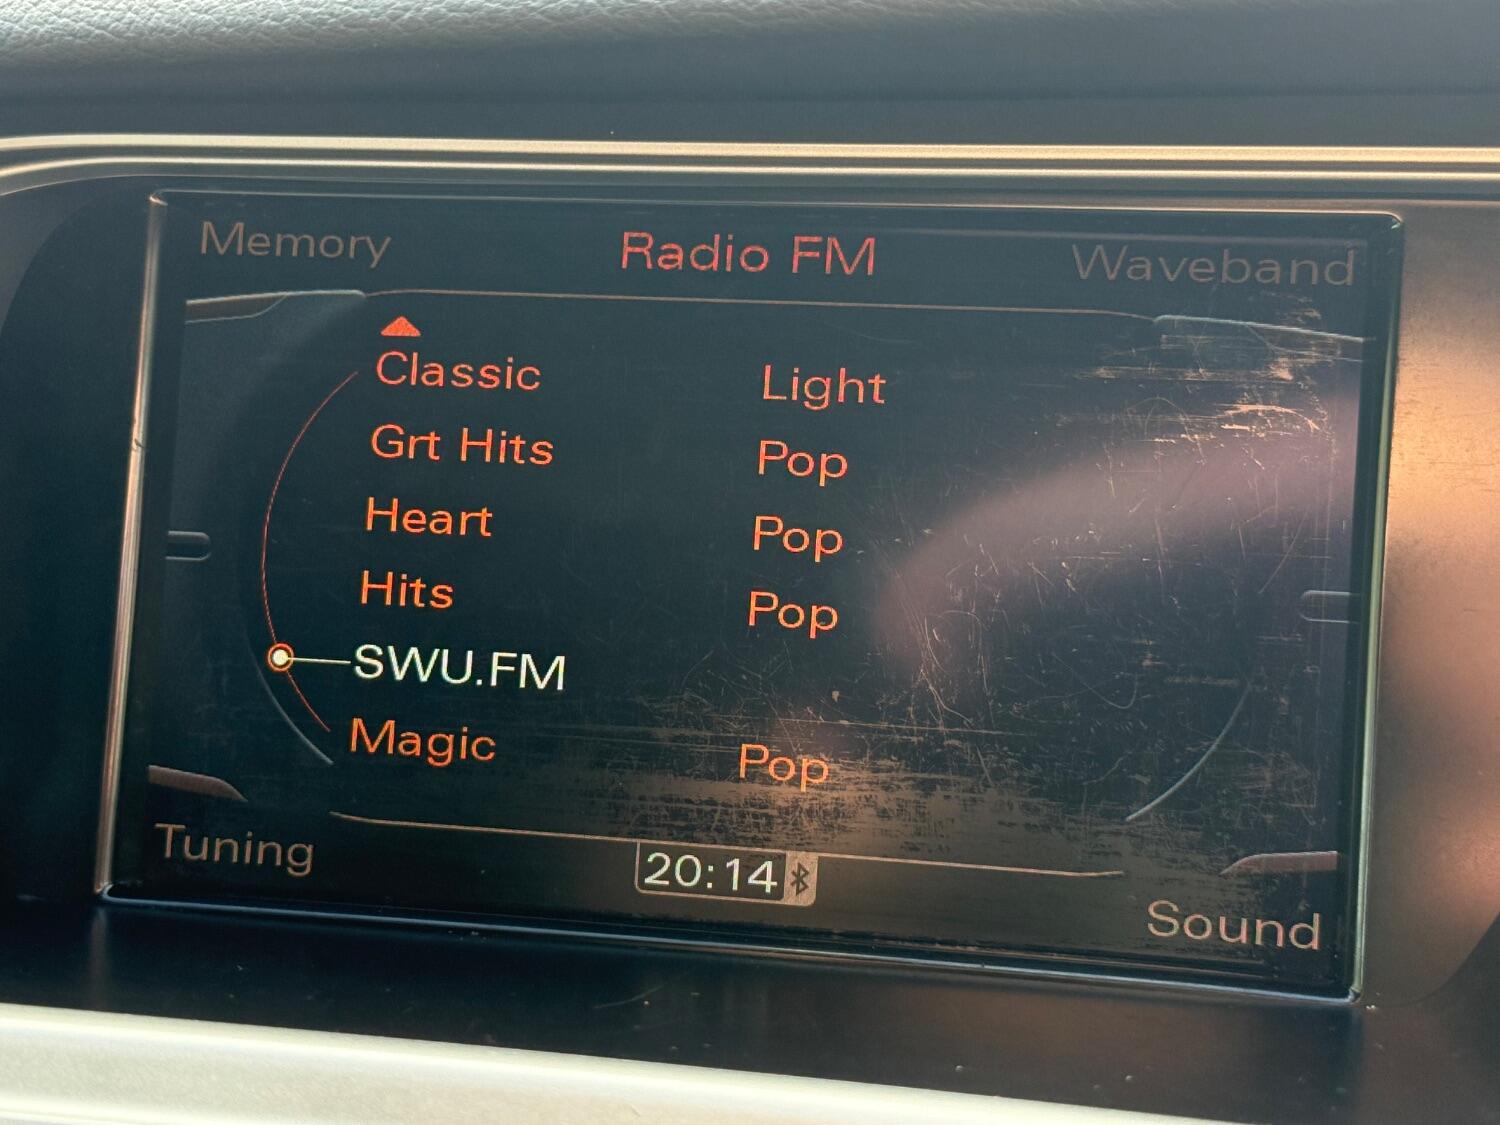 Memory Radio FM Waveband
Classic Light
Grt Hits Pop
Heart Pop
Hits Pop
SWU.FM
Magic Pop
Tuning 20:14 Sound